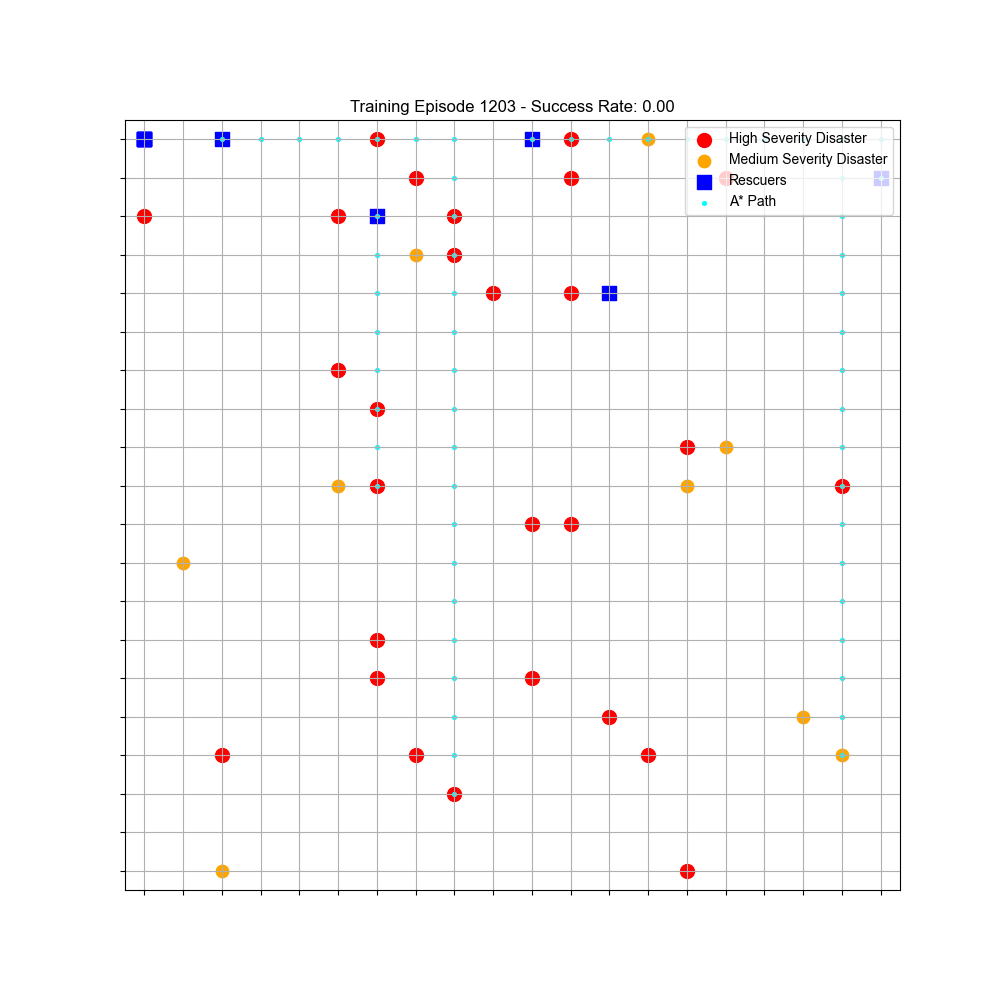 Training Episode 1203 - Success Rate: 0.00
High Severity Disaster
Medium Severity Disaster
Rescuers
A* Path